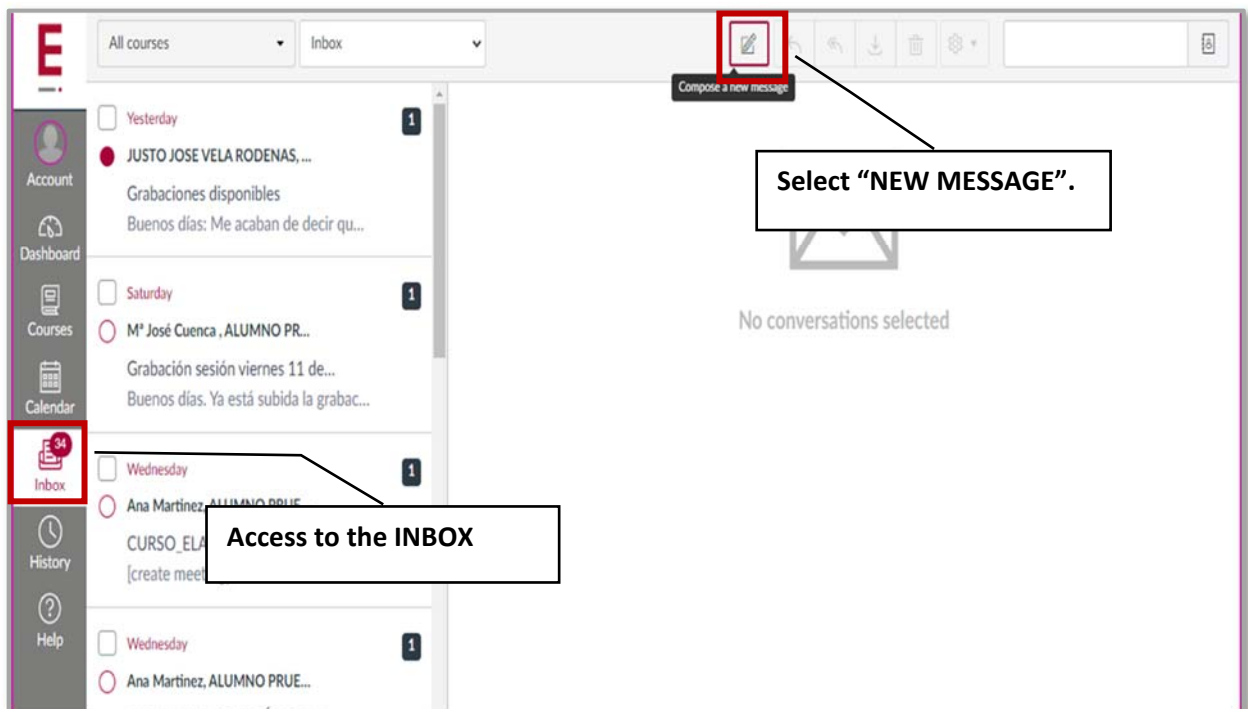 E
All courses
Inbox
Compose a new message
Select “NEW MESSAGE”.
Account
Dashboard
Courses
Calendar
34
Inbox
History
Help
Yesterday
1
JUSTO JOSE VELA RODENAS, ...
Grabaciones disponibles
Buenos días: Me acaban de decir qu...
Saturday
1
Mª José Cuenca , ALUMNO PR...
Grabación sesión viernes 11 de...
Buenos días. Ya está subida la grabac...
Wednesday
1
Ana Martinez, ALUMNO PRUE...
CURSO_ELA
[create meet
Access to the INBOX
Wednesday
1
Ana Martinez, ALUMNO PRUE...
No conversations selected